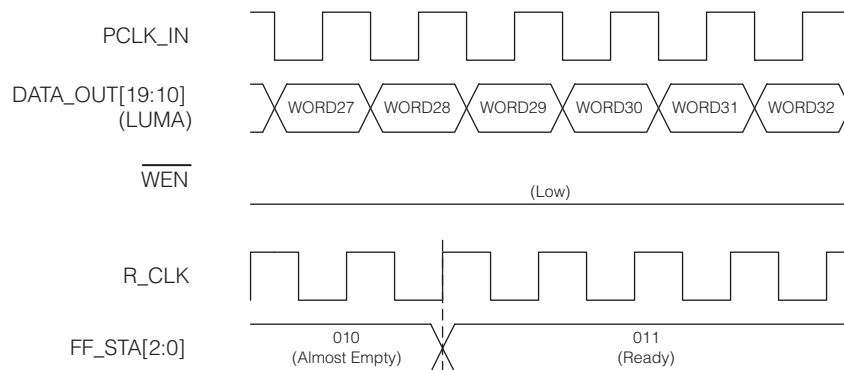 PCLK_IN
DATA_OUT[19:10]
(LUMA)
WORD27 WORD28 WORD29 WORD30 WORD31 WORD32
WEN
(Low)
R_CLK
FF_STA[2:0]
010
(Almost Empty)
011
(Ready)